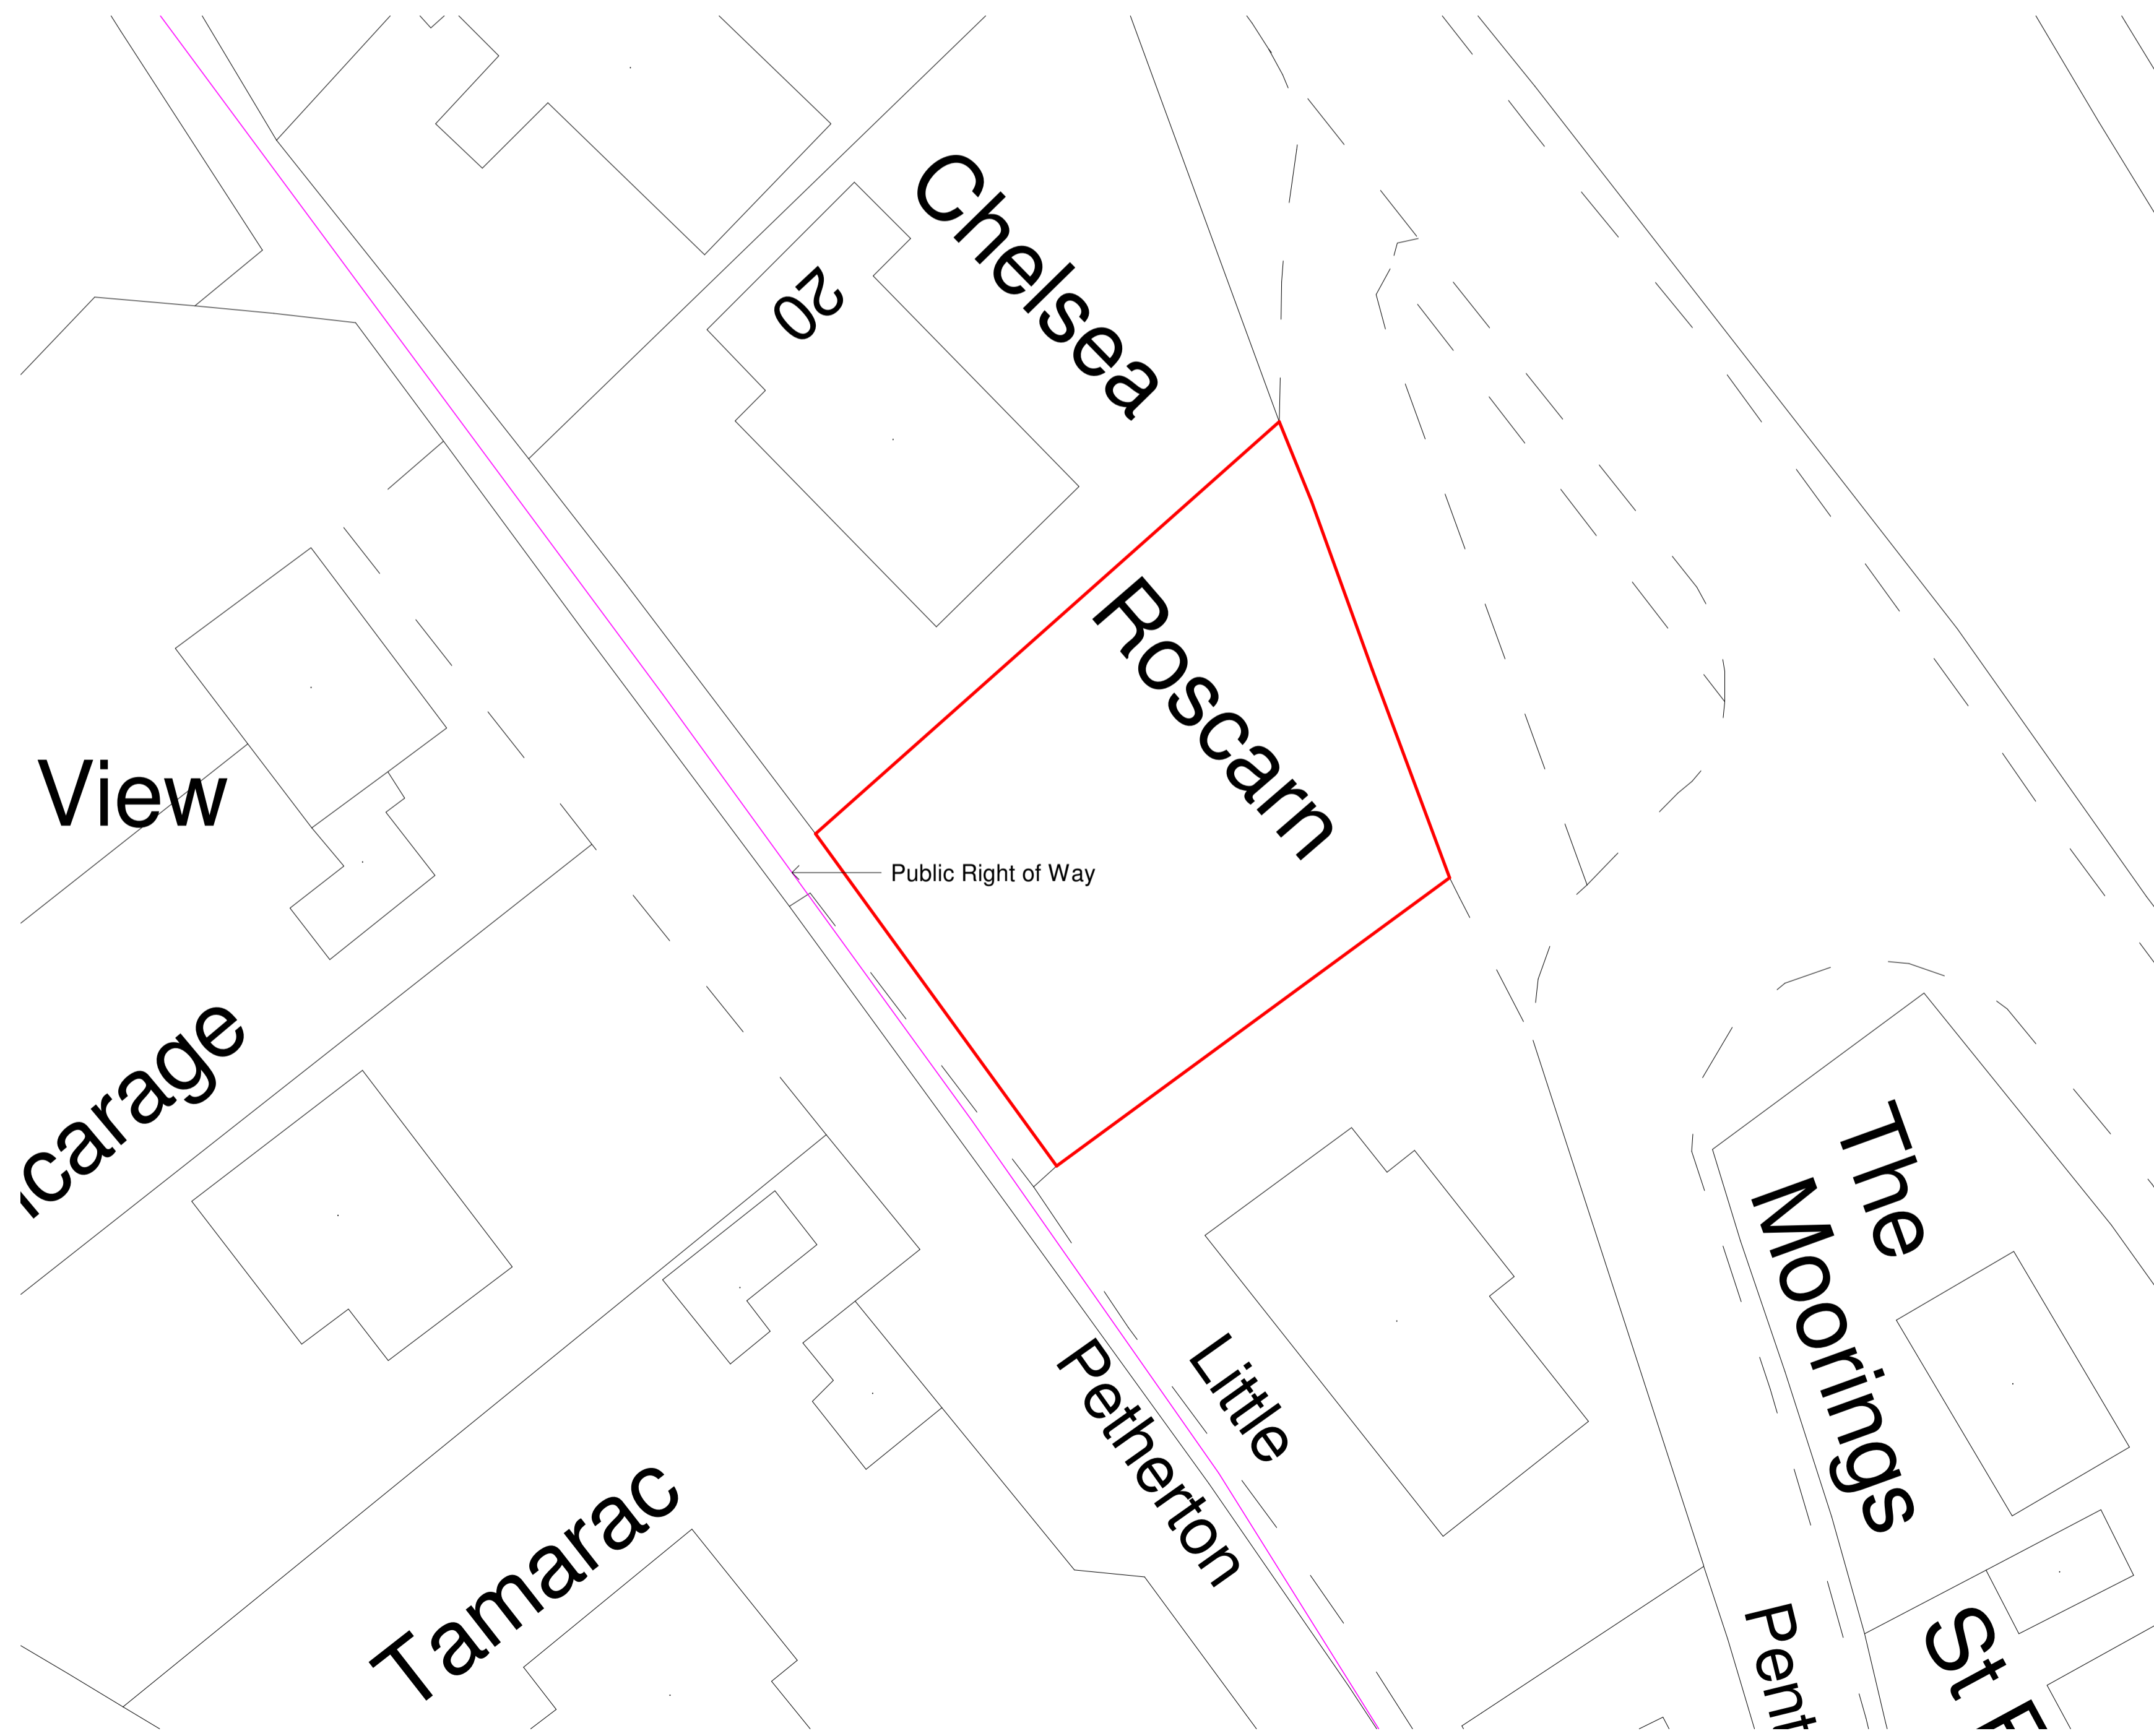 Chelsea
20
Roscarn
View
Public Right of Way
The
Moorings
Little
Petherton
Tamarac